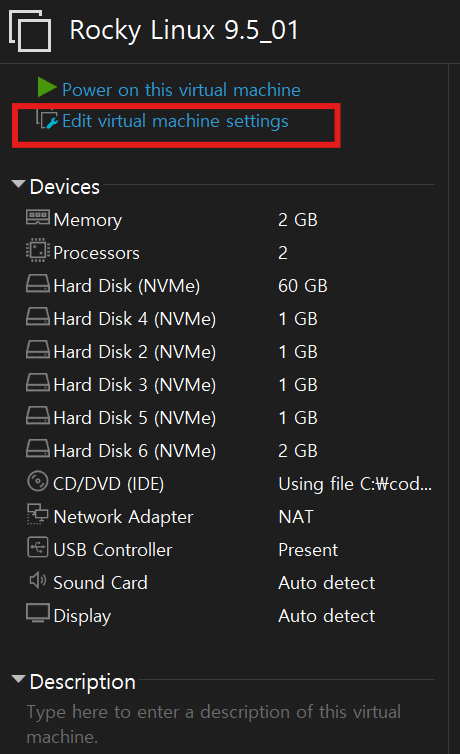 Rocky Linux 9.5_01
Power on this virtual machine
Edit virtual machine settings
Devices
Memory 2 GB
Processors 2
Hard Disk (NVMe) 60 GB
Hard Disk 4 (NVMe) 1 GB
Hard Disk 2 (NVMe) 1 GB
Hard Disk 3 (NVMe) 1 GB
Hard Disk 5 (NVMe) 1 GB
Hard Disk 6 (NVMe) 2 GB
CD/DVD (IDE) Using file C:₩cod...
Network Adapter NAT
USB Controller Present
Sound Card Auto detect
Display Auto detect
Description
Type here to enter a description of this virtual
machine.